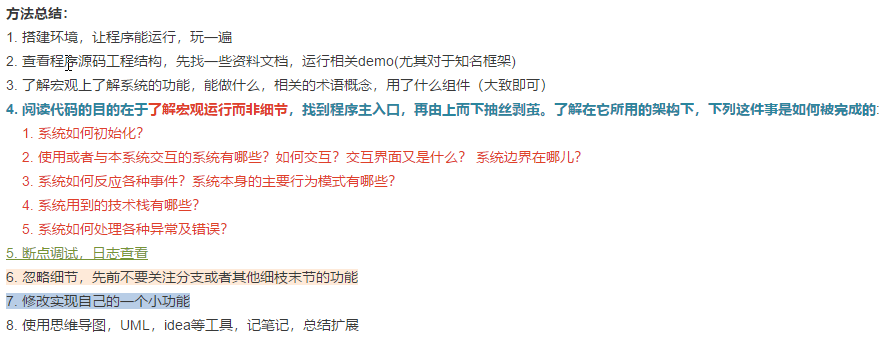 方法总结：
1. 搭建环境，让程序能运行，玩一遍
2. 查看程序源码工程结构，先找一些资料文档，运行相关demo(尤其对于知名框架)
3. 了解宏观上了解系统的功能，能做什么，相关的术语概念，用了什么组件（大致即可）
4. 阅读代码的目的在于了解宏观运行而非细节，找到程序主入口，再由上而下抽丝剥茧。了解在它所用的架构下，下列这件事是如何被完成的:
1. 系统如何初始化？
2. 使用或者与本系统交互的系统有哪些？如何交互？交互界面又是什么？ 系统边界在哪儿？
3. 系统如何反应各种事件？系统本身的主要行为模式有哪些？
4. 系统用到的技术栈有哪些？
5. 系统如何处理各种异常及错误？
5. 断点调试，日志查看
6. 忽略细节，先前不要关注分支或者其他细枝末节的功能
7. 修改实现自己的一个小功能
8. 使用思维导图，UML，idea等工具，记笔记，总结扩展